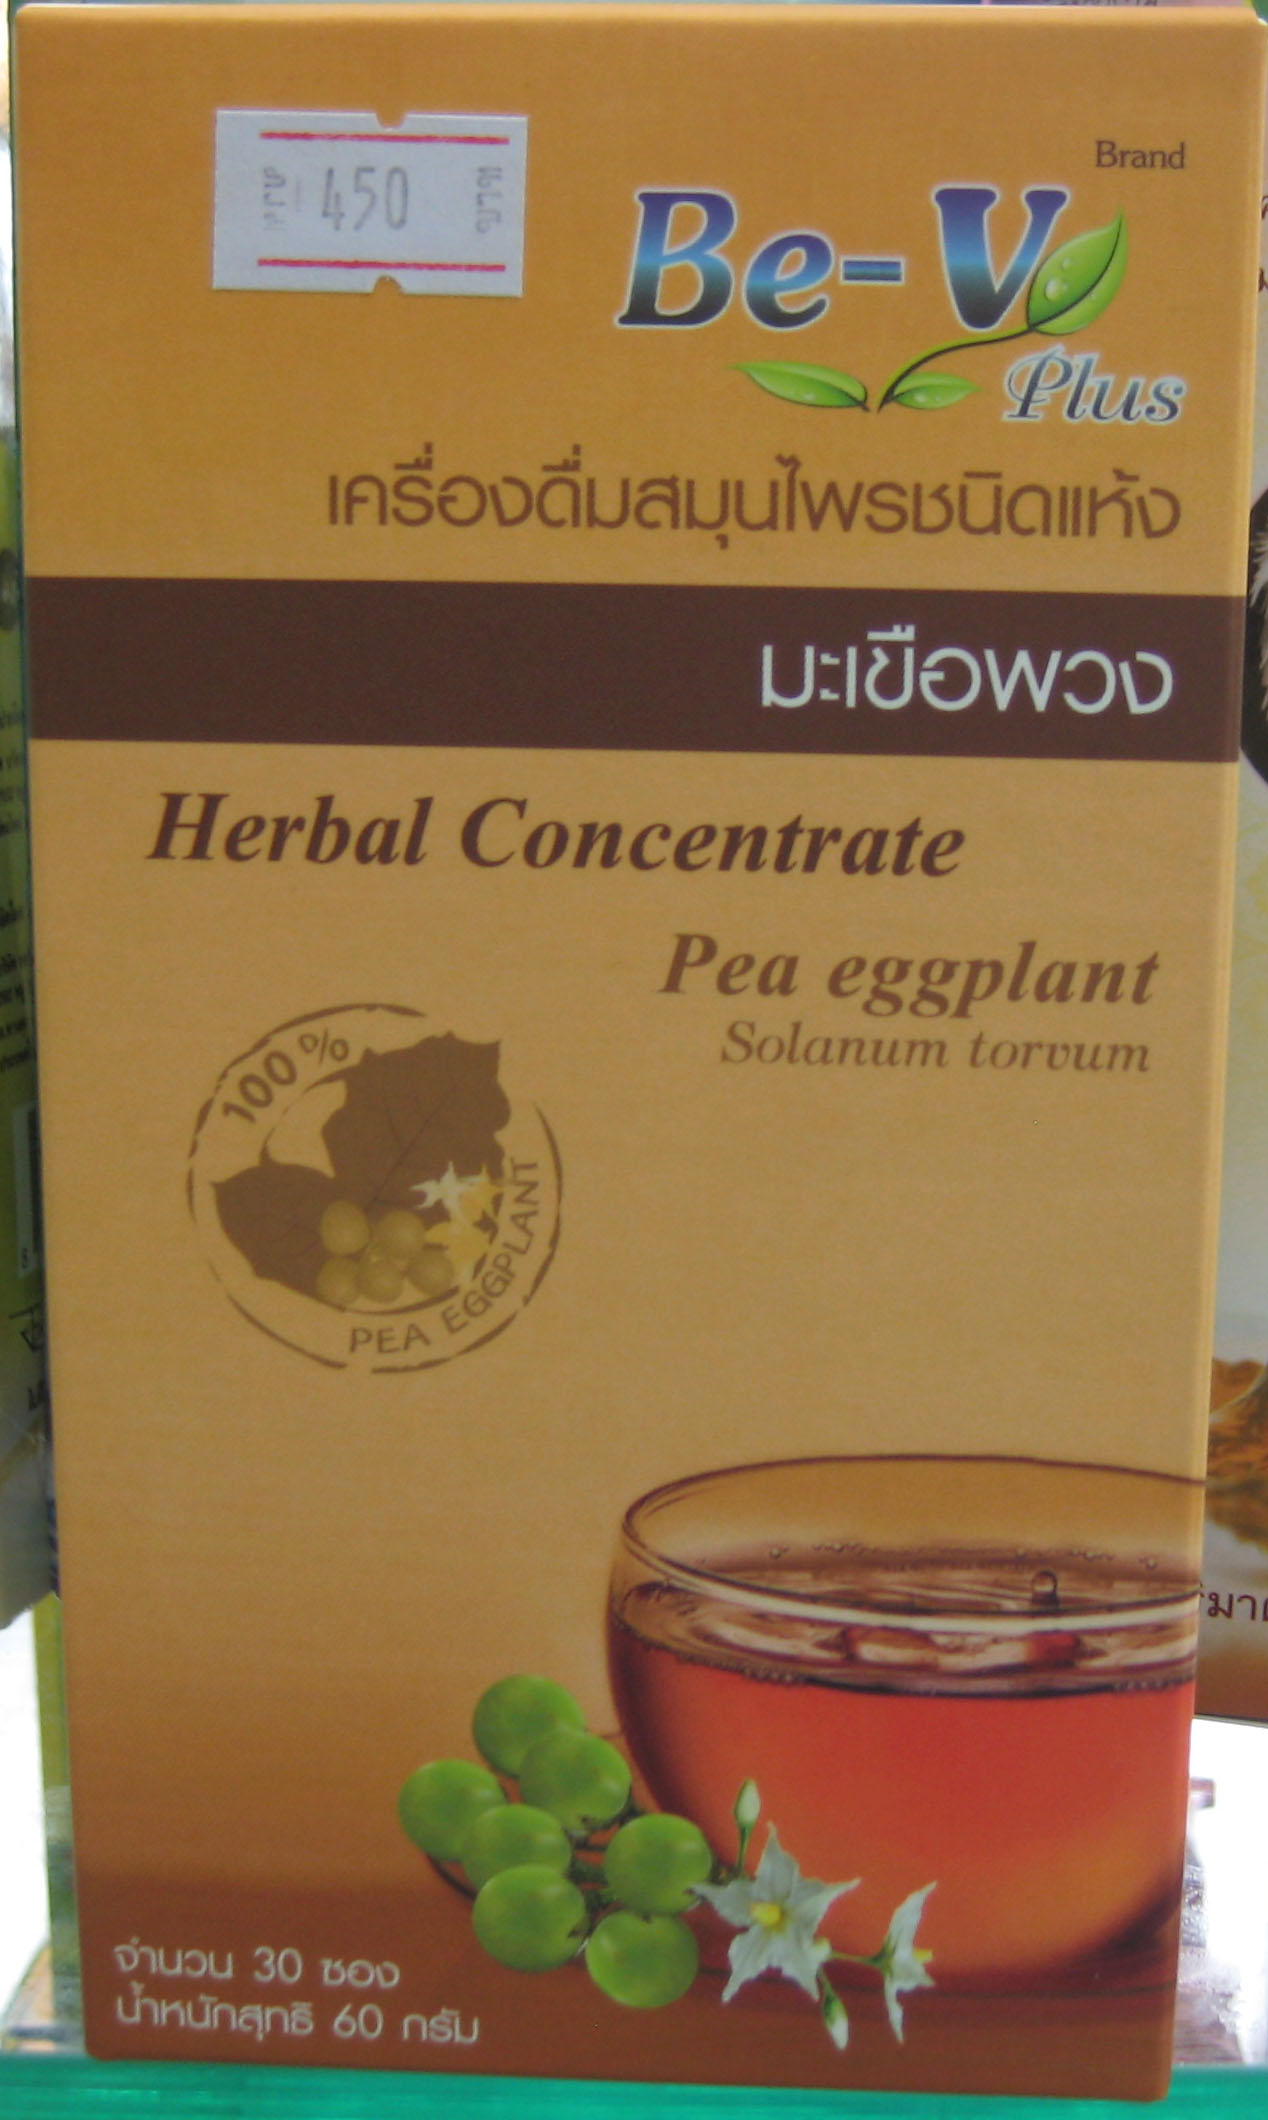 450
Brand
Be-V
Plus
เครื่องดื่มสมุนไพรชนิดแห้ง
มะเขือพวง
Herbal Concentrate
Pea eggplant
Solanum torvum
100 %
PEA EGGPLANT
จำนวน 30 ซอง
น้ำหนักสุทธิ 60 กรัม